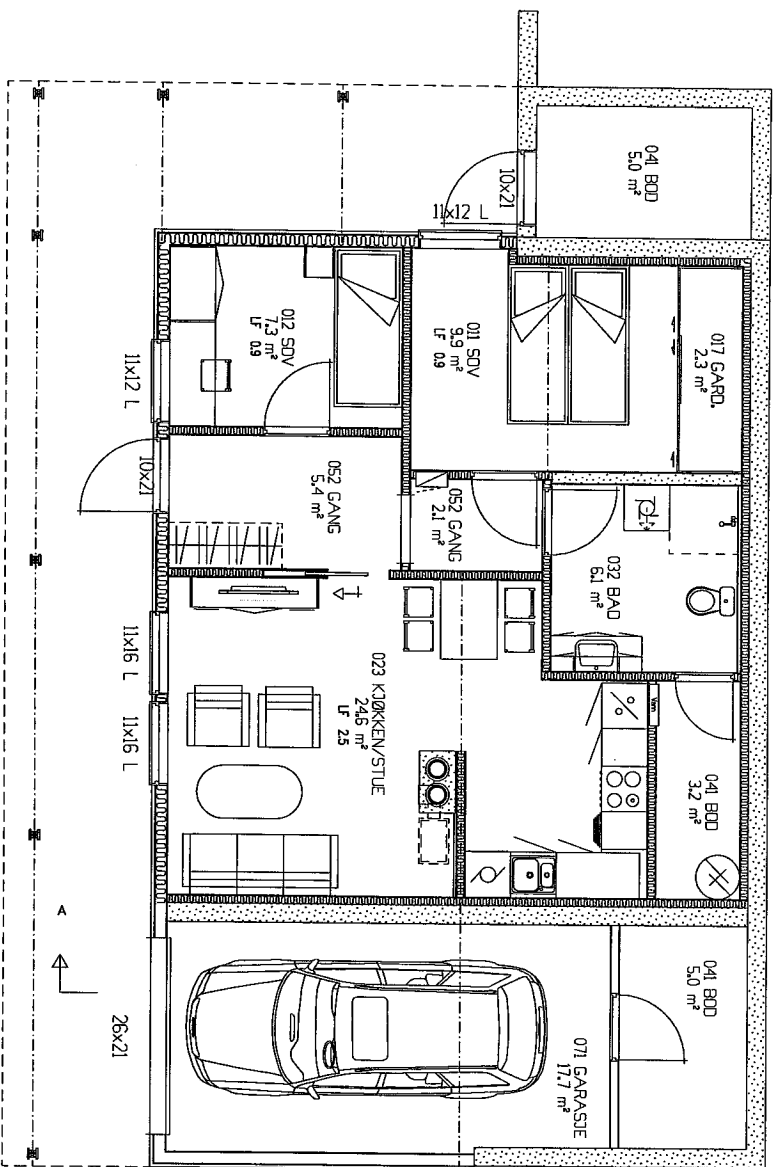 041 BOD
5.0 m²
10x21
11x12 L
017 GARD.
2.3 m²
011 SOV
9.9 m²
LF 0.9
012 SOV
7.3 m²
LF 0.9
11x12 L
10x21
052 GANG
5.4 m²
052 GANG
2.1 m²
032 BAD
6.1 m²
023 KJØKKEN/STUE
24.6 m²
LF 2.5
11x16 L
11x16 L
041 BOD
3.2 m²
A
26x21
071 GARASJE
17.7 m²
041 BOD
5.0 m²